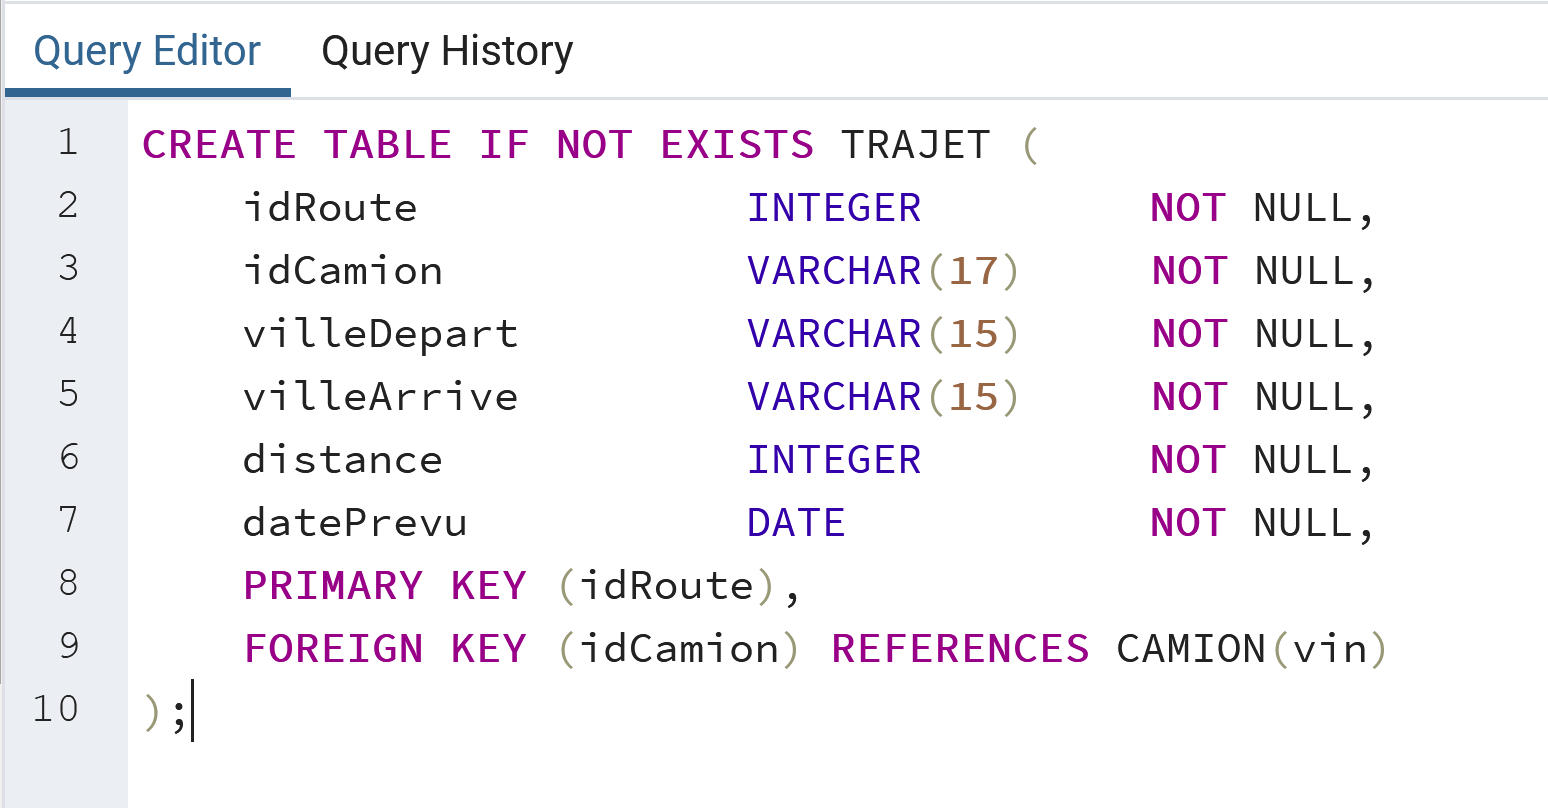 Query Editor Query History
1 CREATE TABLE IF NOT EXISTS TRAJET (
2 idRoute INTEGER NOT NULL,
3 idCamion VARCHAR(17) NOT NULL,
4 villeDepart VARCHAR(15) NOT NULL,
5 villeArrive VARCHAR(15) NOT NULL,
6 distance INTEGER NOT NULL,
7 datePrevu DATE NOT NULL,
8 PRIMARY KEY (idRoute),
9 FOREIGN KEY (idCamion) REFERENCES CAMION(vin)
10 );